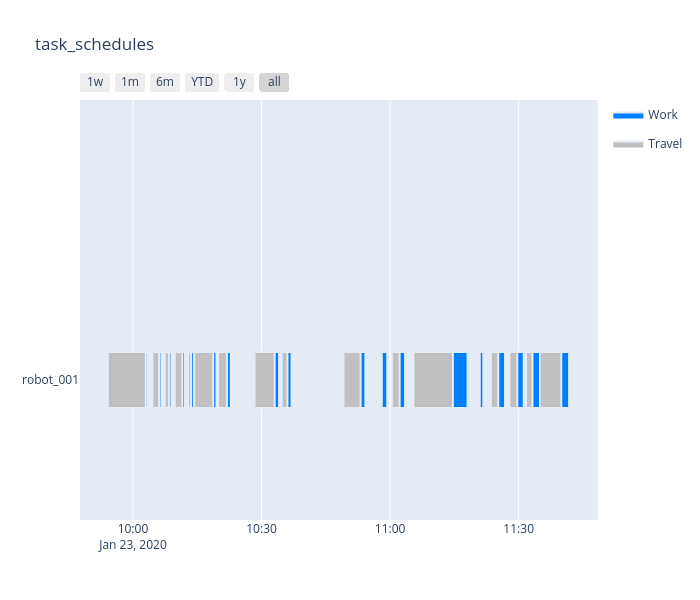 task_schedules
1w 1m 6m YTD 1y all
Work
Travel
robot_001
10:00 10:30 11:00 11:30
Jan 23, 2020